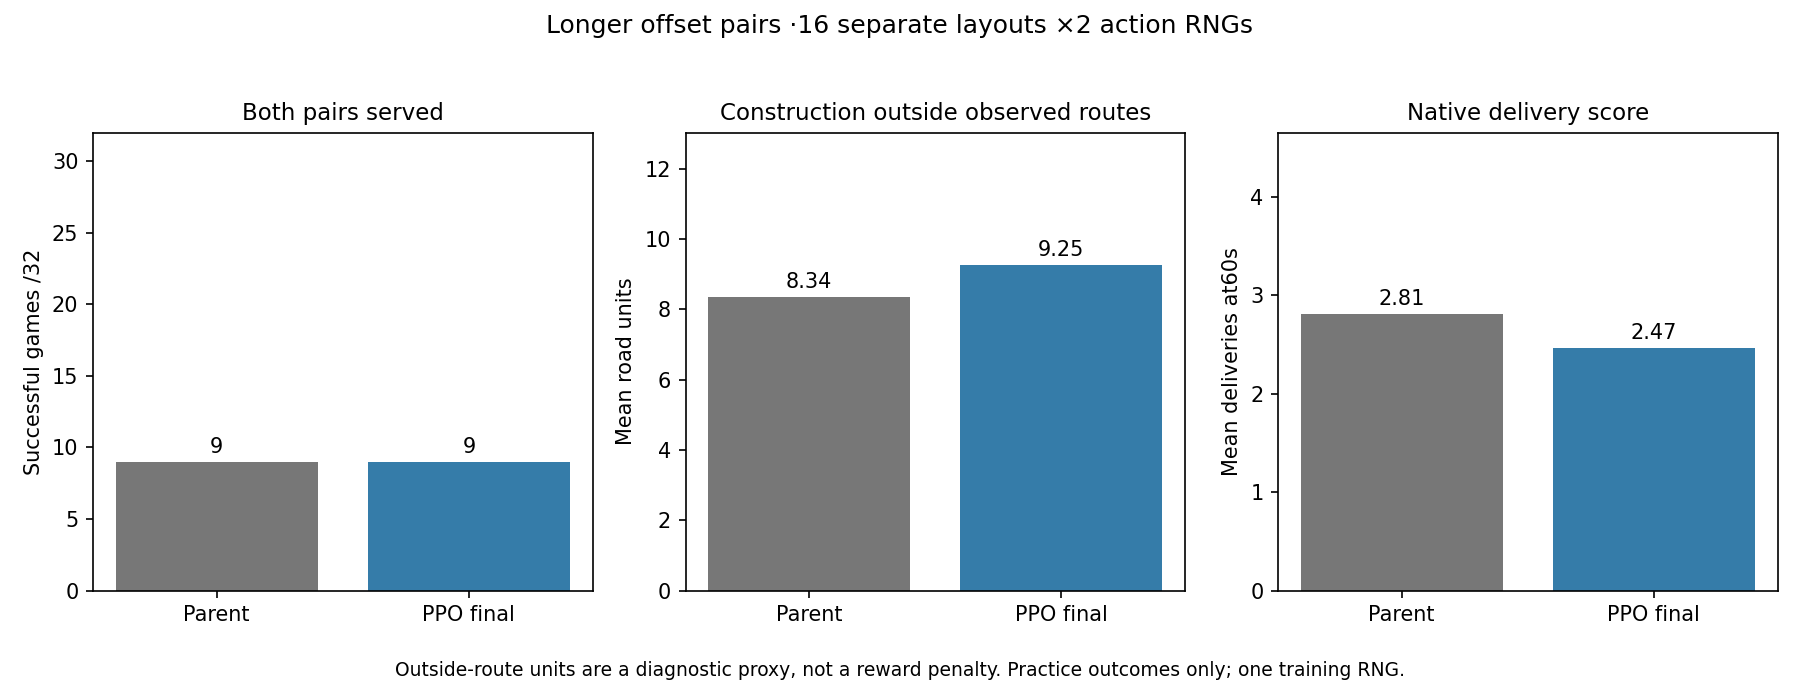 Longer offset pairs ·16 separate layouts ×2 action RNGs
Both pairs served
Successful games /32
30
25
20
15
10
5
0
9
9
Parent
PPO final
Construction outside observed routes
Mean road units
12
10
8
6
4
2
0
8.34
9.25
Parent
PPO final
Native delivery score
Mean deliveries at60s
4
3
2
1
0
2.81
2.47
Parent
PPO final
Outside-route units are a diagnostic proxy, not a reward penalty. Practice outcomes only; one training RNG.